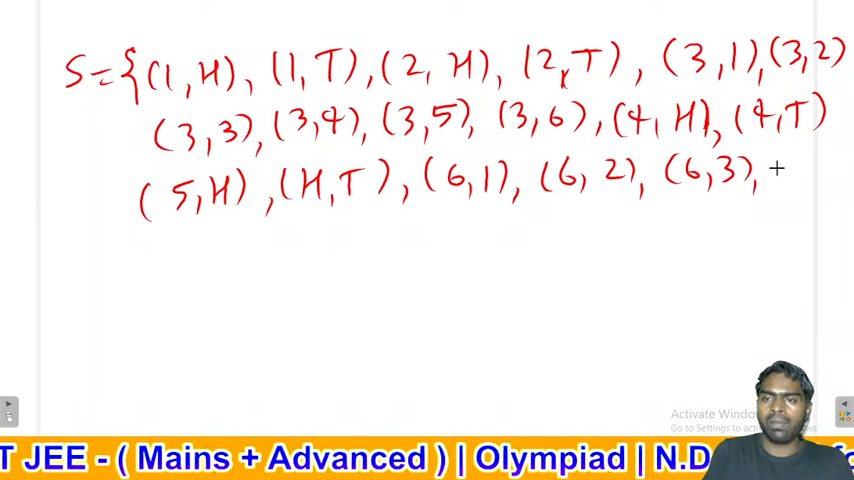 S={(1,H), (1,T), (2, H), (2,T), (3,1),(3,2)
(3,3), (3,4), (3,5), (3,6), (4,H), (4,T)
(5,H), (H,T), (6,1), (6,2), (6,3),
Activate Windo
Go to Settings to activ
T JEE - ( Mains + Advanced ) | Olympiad | N.D